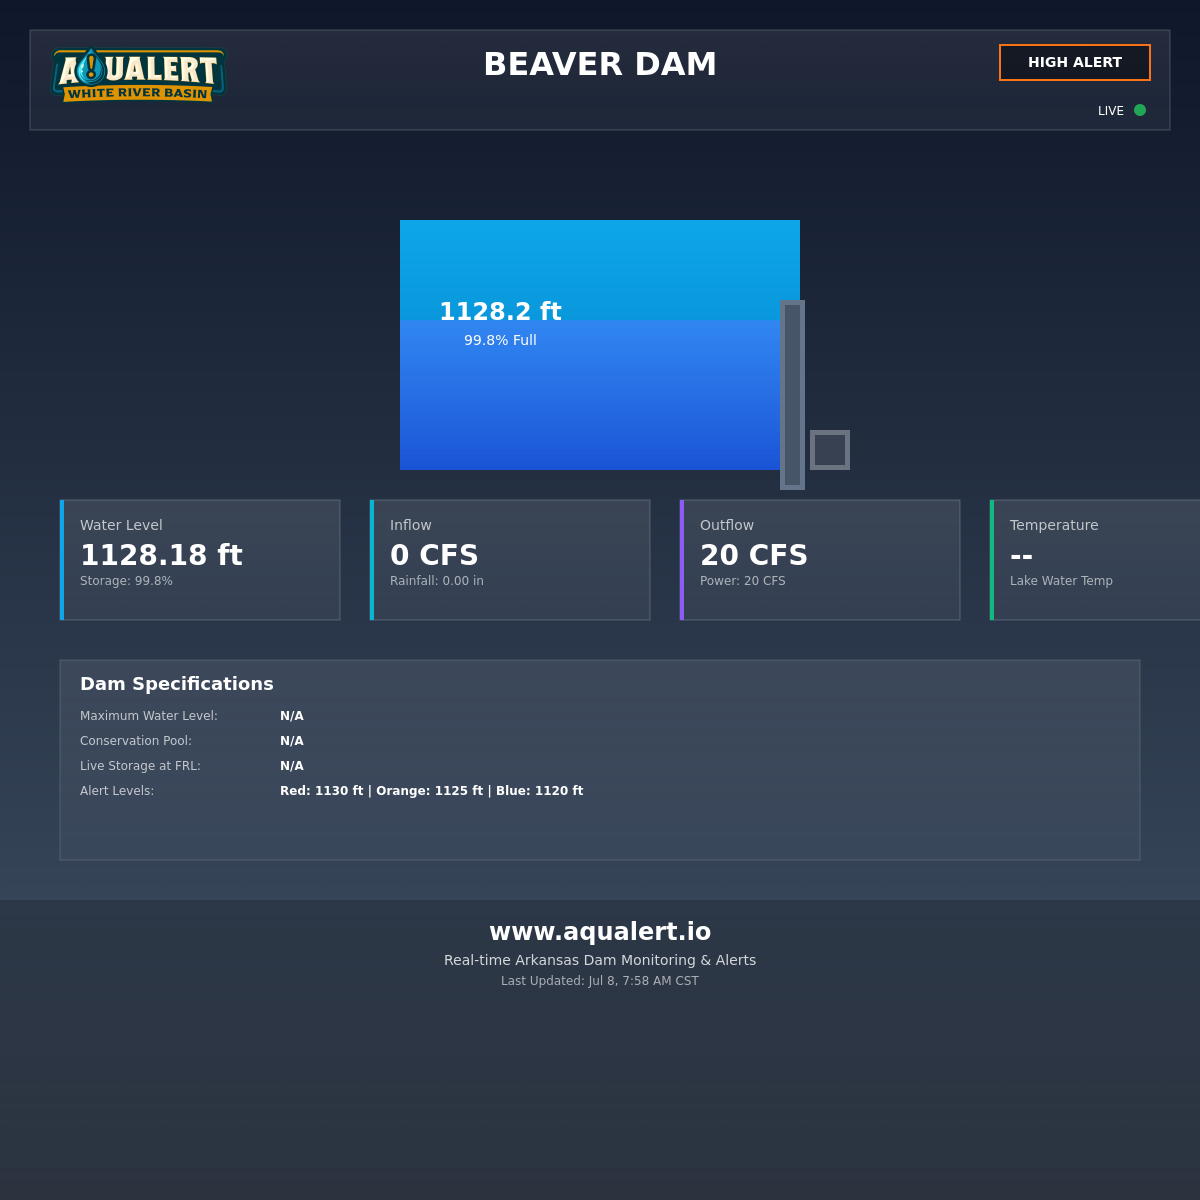 AQUALERT
WHITE RIVER BASIN
BEAVER DAM
HIGH ALERT
LIVE
1128.2 ft
99.8% Full
Water Level
1128.18 ft
Storage: 99.8%
Inflow
0 CFS
Rainfall: 0.00 in
Outflow
20 CFS
Power: 20 CFS
Temperature
--
Lake Water Temp
Dam Specifications
Maximum Water Level: N/A
Conservation Pool: N/A
Live Storage at FRL: N/A
Alert Levels: Red: 1130 ft | Orange: 1125 ft | Blue: 1120 ft
www.aqualert.io
Real-time Arkansas Dam Monitoring & Alerts
Last Updated: Jul 8, 7:58 AM CST